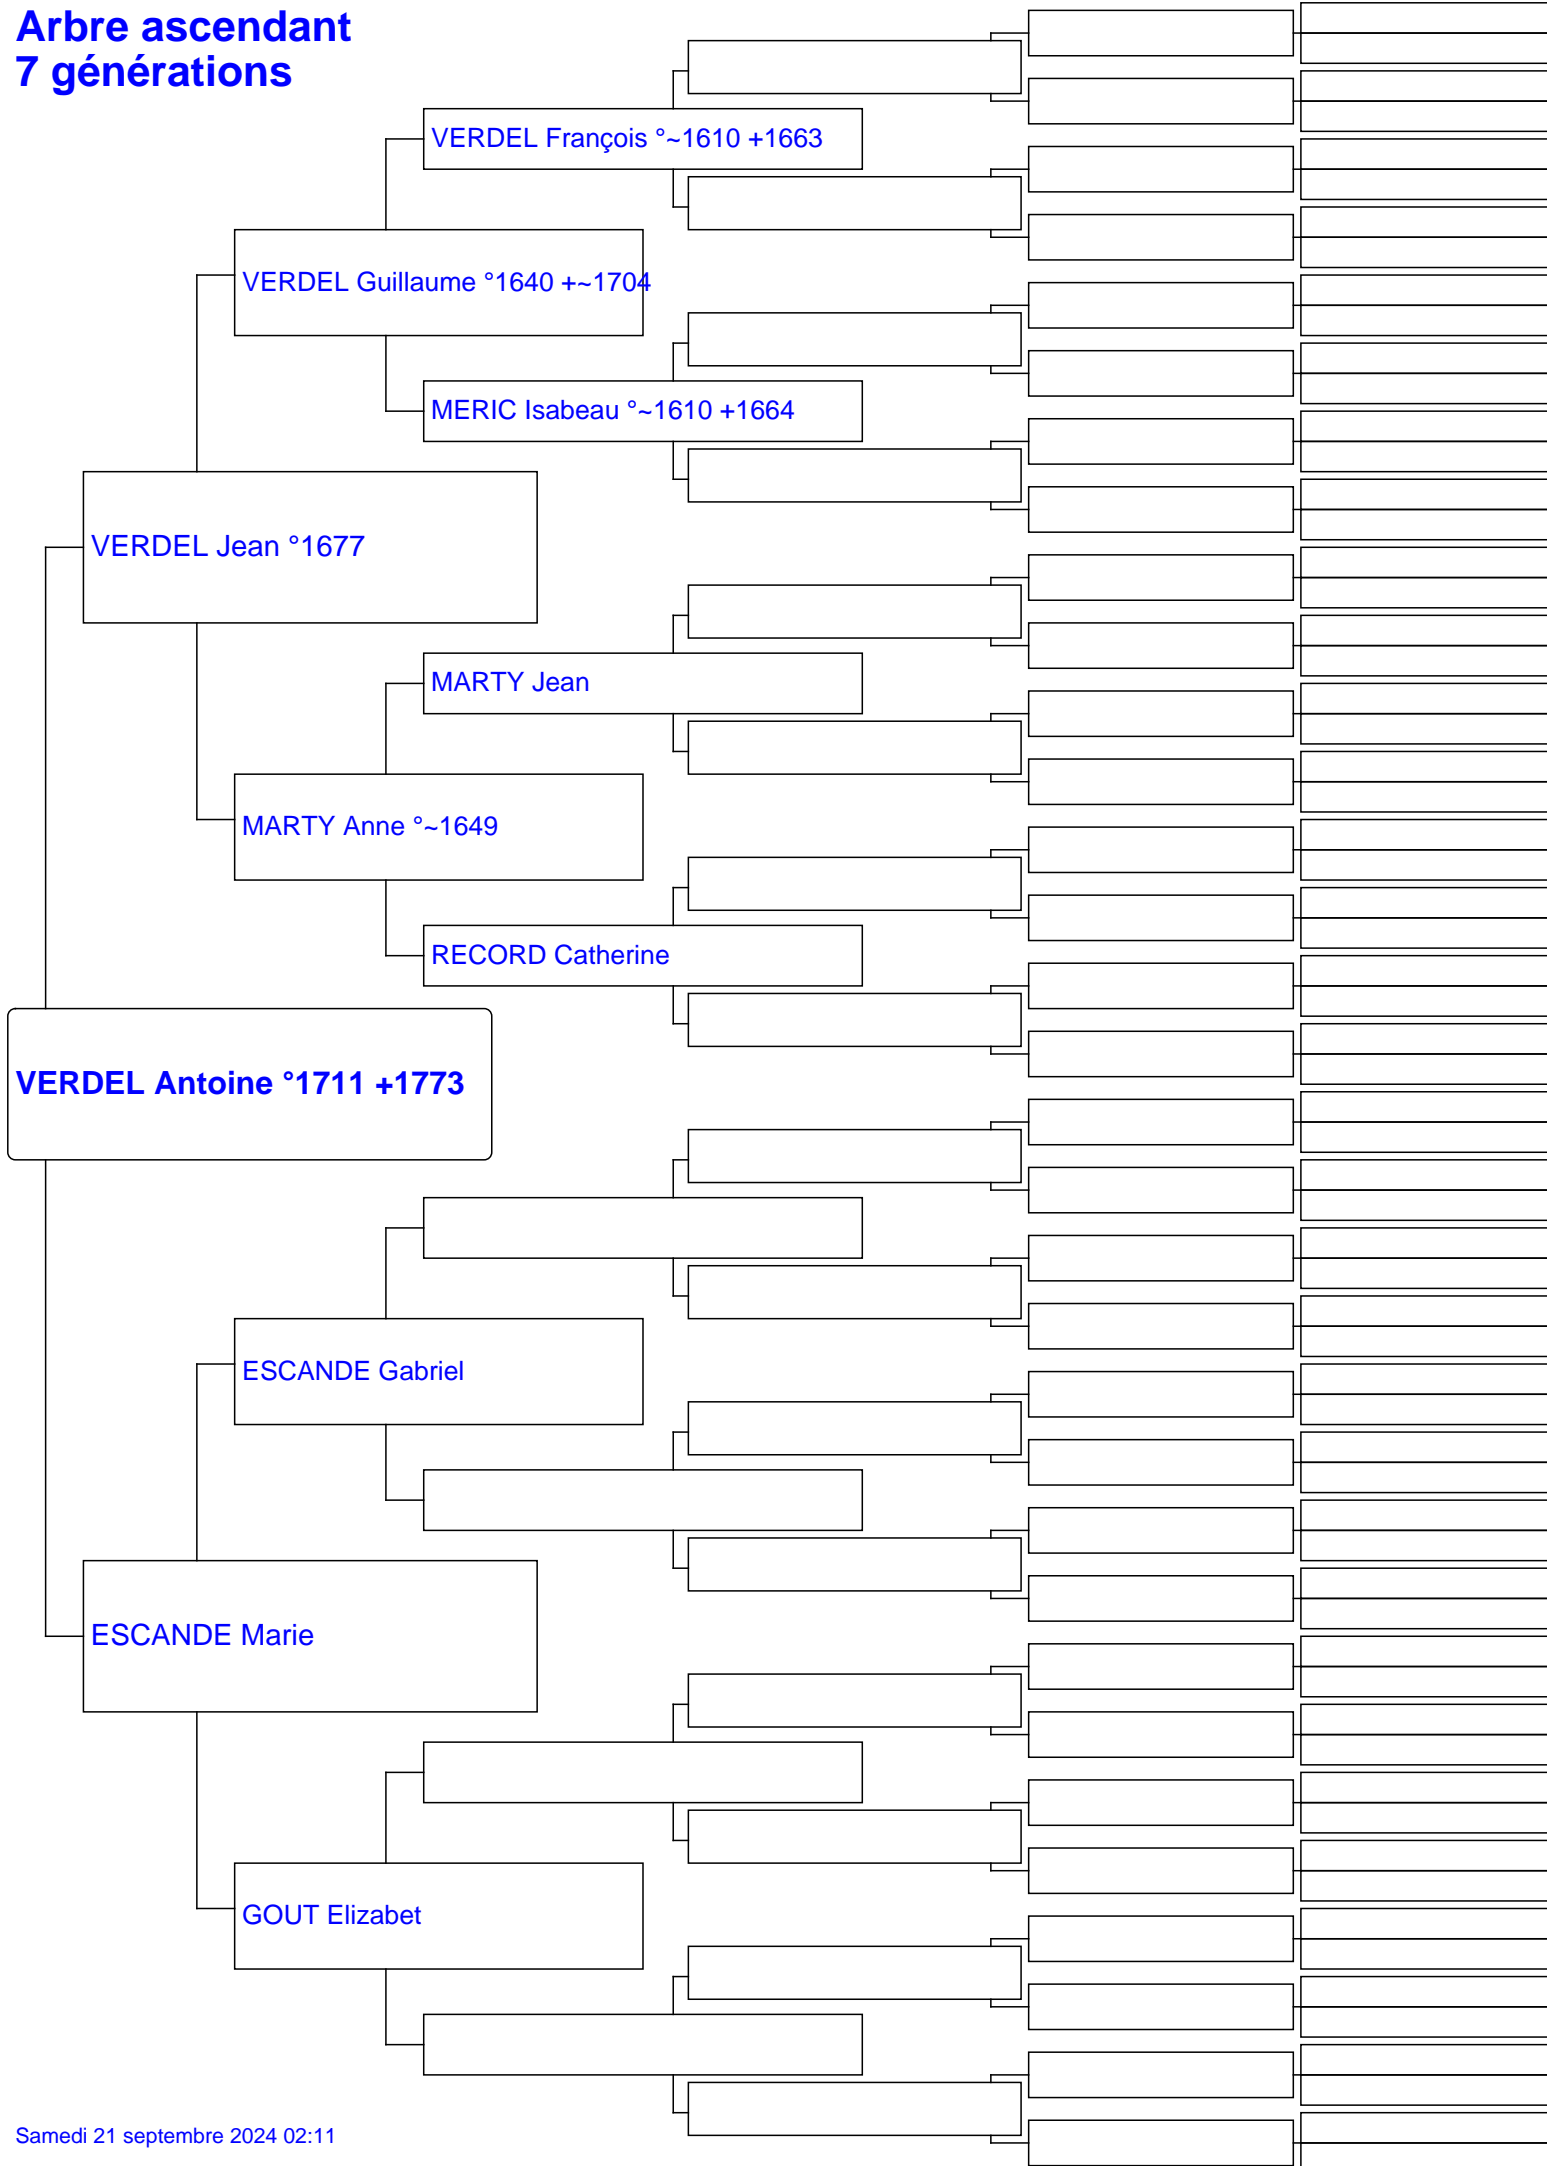 Arbre ascendant
7 générations
VERDEL François °~1610 +1663
VERDEL Guillaume °1640 +~1704
MERIC Isabeau °~1610 +1664
VERDEL Jean °1677
MARTY Jean
MARTY Anne °~1649
RECORD Catherine
VERDEL Antoine °1711 +1773
ESCANDE Gabriel
ESCANDE Marie
GOUT Elizabet
Samedi 21 septembre 2024 02:11